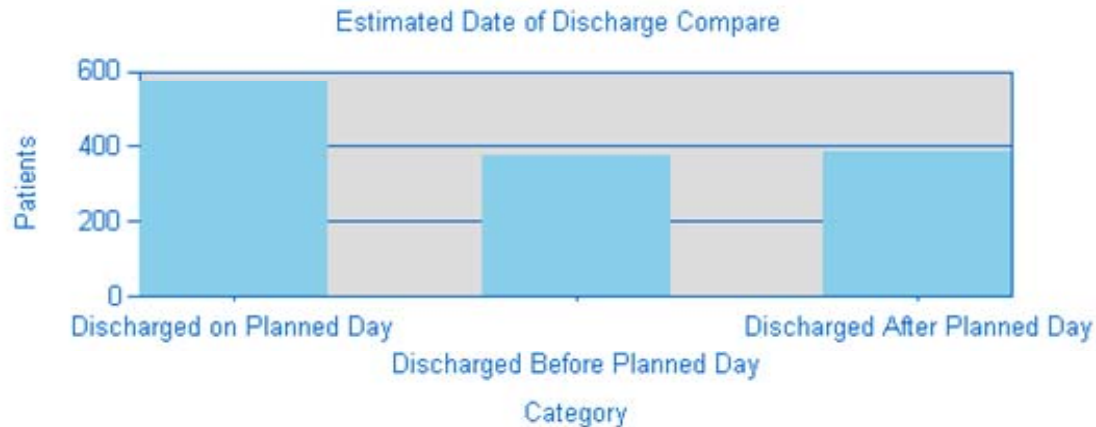 Estimated Date of Discharge Compare
600
400
200
0
Patients
Discharged on Planned Day
Discharged Before Planned Day
Discharged After Planned Day
Category